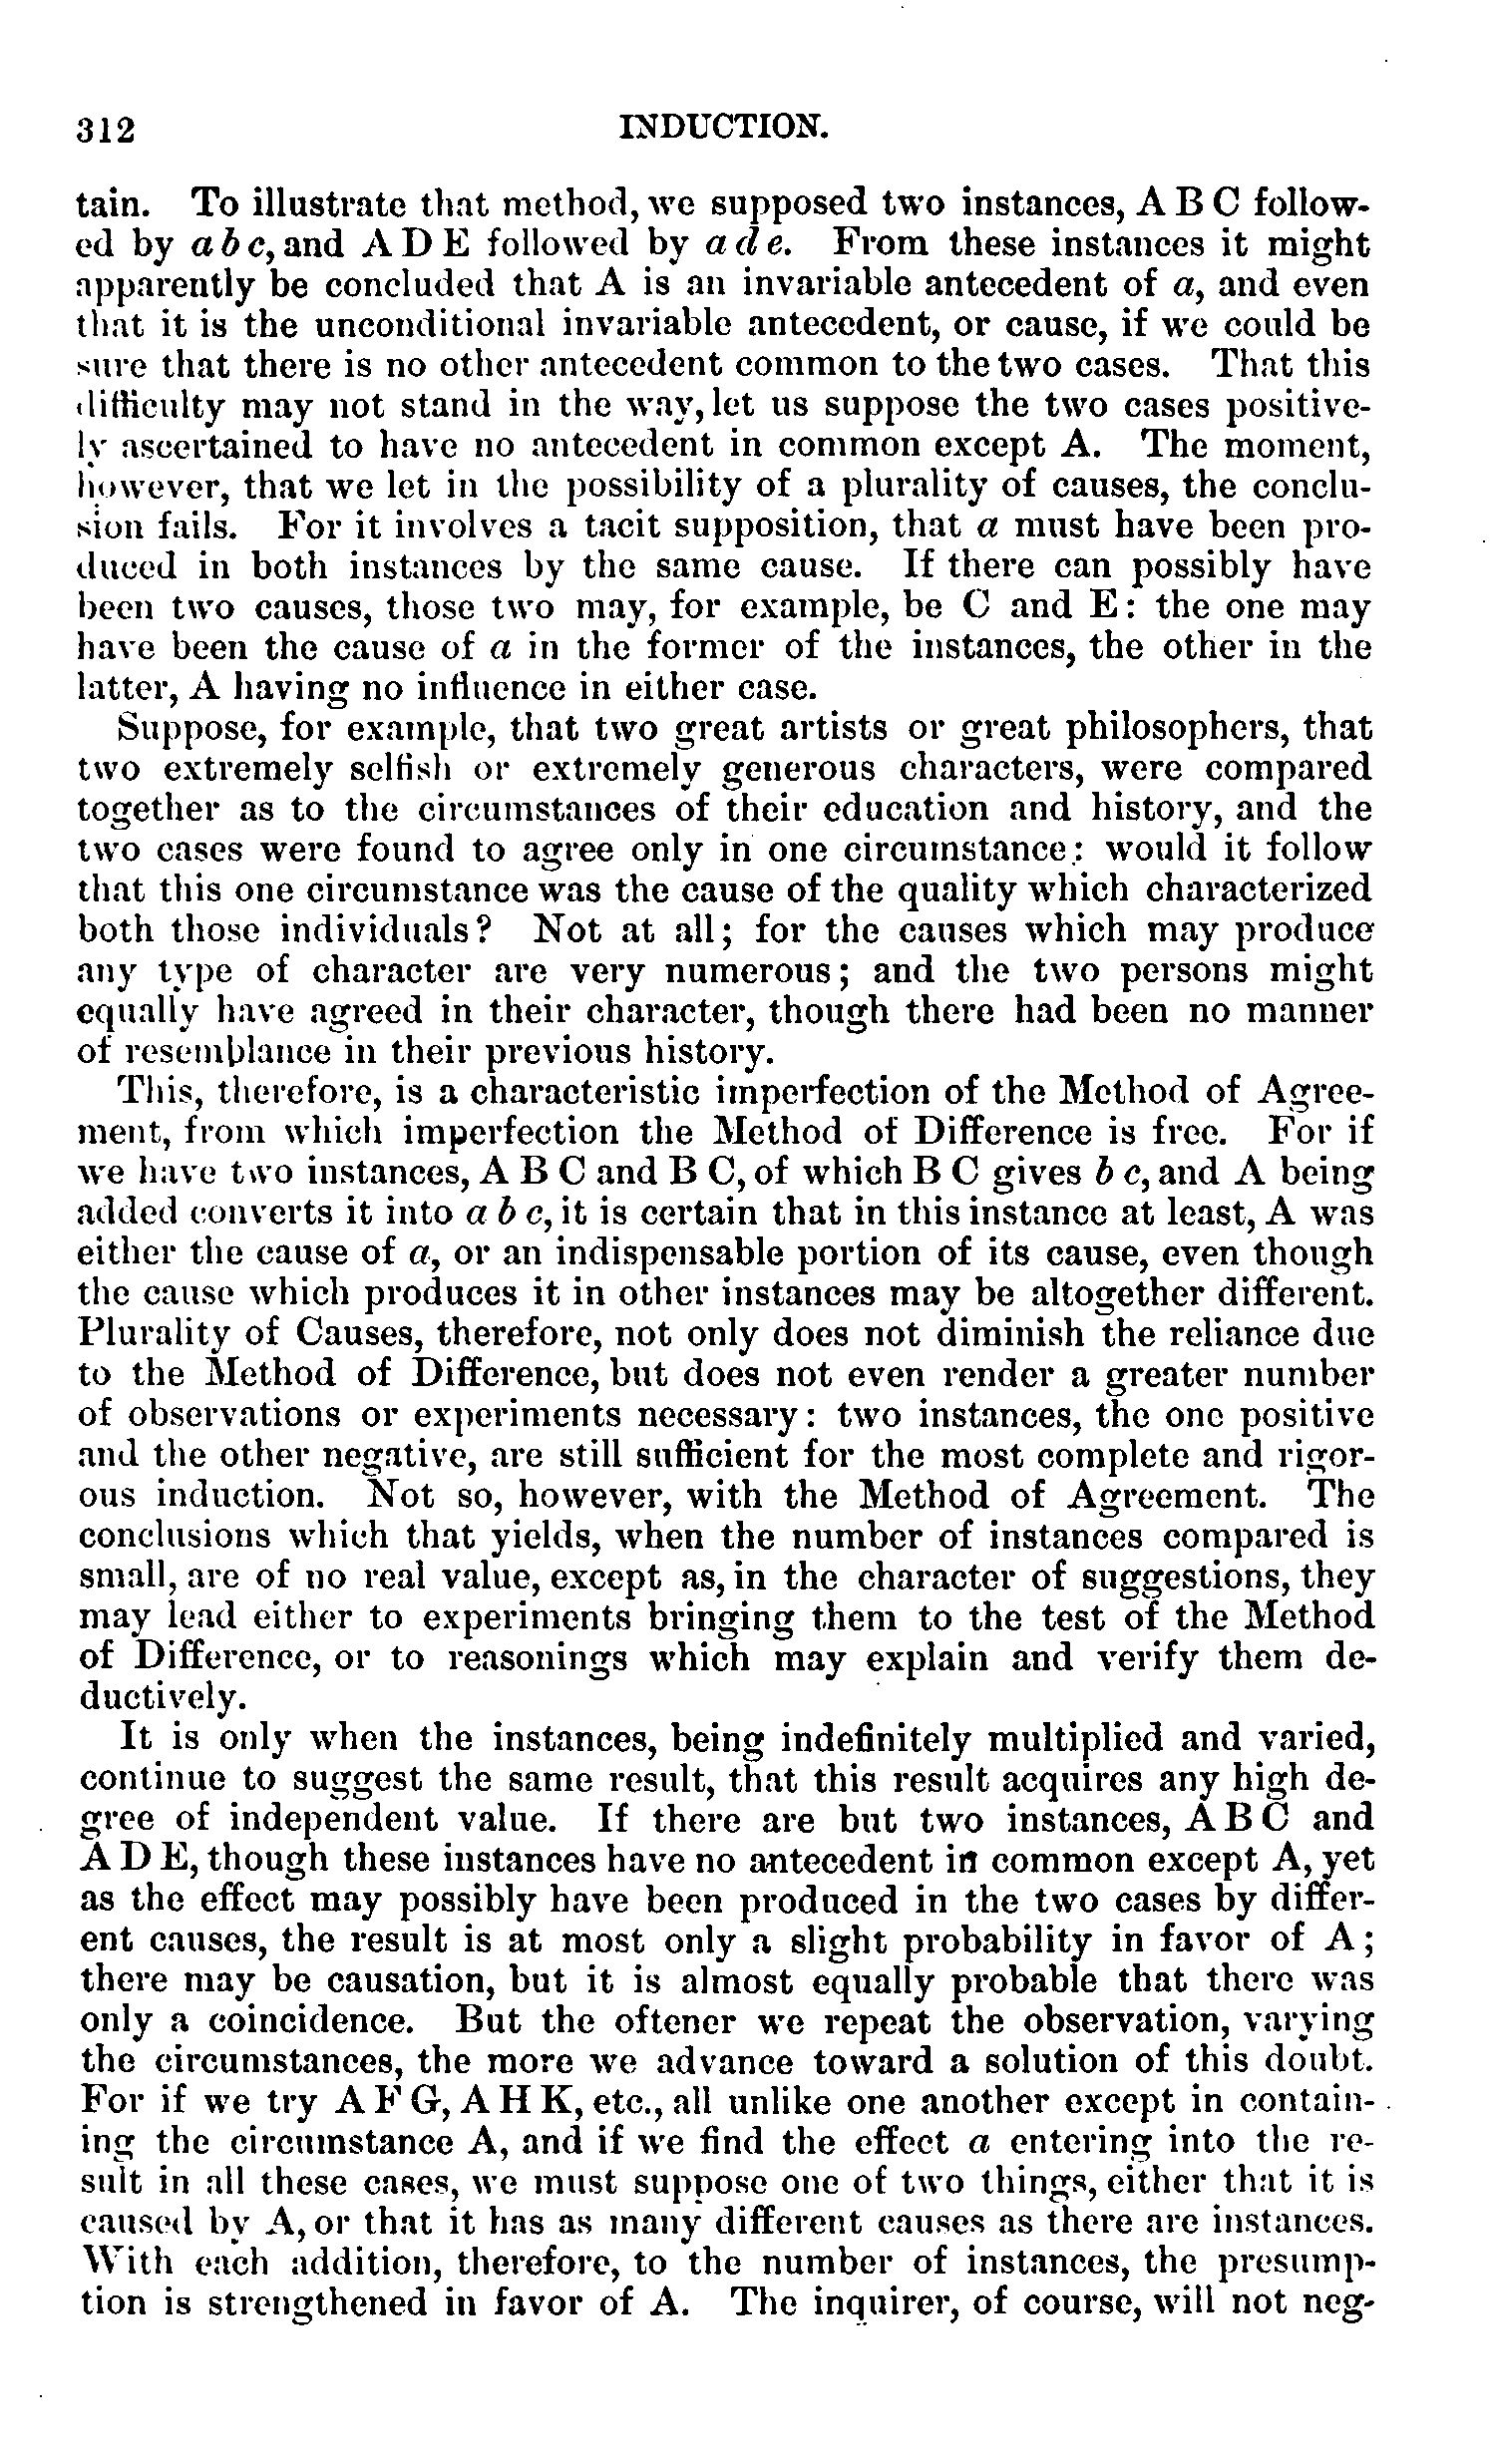 312 INDUCTION.
tain. To illustrate that method, we supposed two instances, A B C follow-
ed by a b c, and A D E followed by a d e. From these instances it might
apparently be concluded that A is an invariable antecedent of a, and even
that it is the unconditional invariable antecedent, or cause, if we could be
sure that there is no other antecedent common to the two cases. That this
difficulty may not stand in the way, let us suppose the two cases positive-
ly ascertained to have no antecedent in common except A. The moment,
however, that we let in the possibility of a plurality of causes, the conclu-
sion fails. For it involves a tacit supposition, that a must have been pro-
duced in both instances by the same cause. If there can possibly have
been two causes, those two may, for example, be C and E: the one may
have been the cause of a in the former of the instances, the other in the
latter, A having no influence in either case.
Suppose, for example, that two great artists or great philosophers, that
two extremely selfish or extremely generous characters, were compared
together as to the circumstances of their education and history, and the
two cases were found to agree only in one circumstance: would it follow
that this one circumstance was the cause of the quality which characterized
both those individuals? Not at all; for the causes which may produce
any type of character are very numerous; and the two persons might
equally have agreed in their character, though there had been no manner
of resemblance in their previous history.
This, therefore, is a characteristic imperfection of the Method of Agree-
ment, from which imperfection the Method of Difference is free. For if
we have two instances, A B C and B C, of which B C gives b c, and A being
added converts it into a b c, it is certain that in this instance at least, A was
either the cause of a, or an indispensable portion of its cause, even though
the cause which produces it in other instances may be altogether different.
Plurality of Causes, therefore, not only does not diminish the reliance due
to the Method of Difference, but does not even render a greater number
of observations or experiments necessary: two instances, the one positive
and the other negative, are still sufficient for the most complete and rigor-
ous induction. Not so, however, with the Method of Agreement. The
conclusions which that yields, when the number of instances compared is
small, are of no real value, except as, in the character of suggestions, they
may lead either to experiments bringing them to the test of the Method
of Difference, or to reasonings which may explain and verify them de-
ductively.
It is only when the instances, being indefinitely multiplied and varied,
continue to suggest the same result, that this result acquires any high de-
gree of independent value. If there are but two instances, A B C and
A D E, though these instances have no antecedent in common except A, yet
as the effect may possibly have been produced in the two cases by differ-
ent causes, the result is at most only a slight probability in favor of A;
there may be causation, but it is almost equally probable that there was
only a coincidence. But the oftener we repeat the observation, varying
the circumstances, the more we advance toward a solution of this doubt.
For if we try A F G, A H K, etc., all unlike one another except in contain-
ing the circumstance A, and if we find the effect a entering into the re-
sult in all these cases, we must suppose one of two things, either that it is
caused by A, or that it has as many different causes as there are instances.
With each addition, therefore, to the number of instances, the presump-
tion is strengthened in favor of A. The inquirer, of course, will not neg-